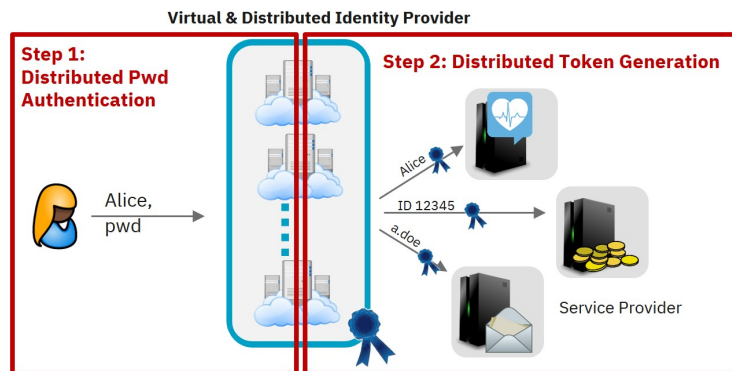 Virtual & Distributed Identity Provider
Step 1:
Distributed Pwd
Authentication
Step 2: Distributed Token Generation
Alice,
pwd
Alice
ID 12345
a.doe
Service Provider